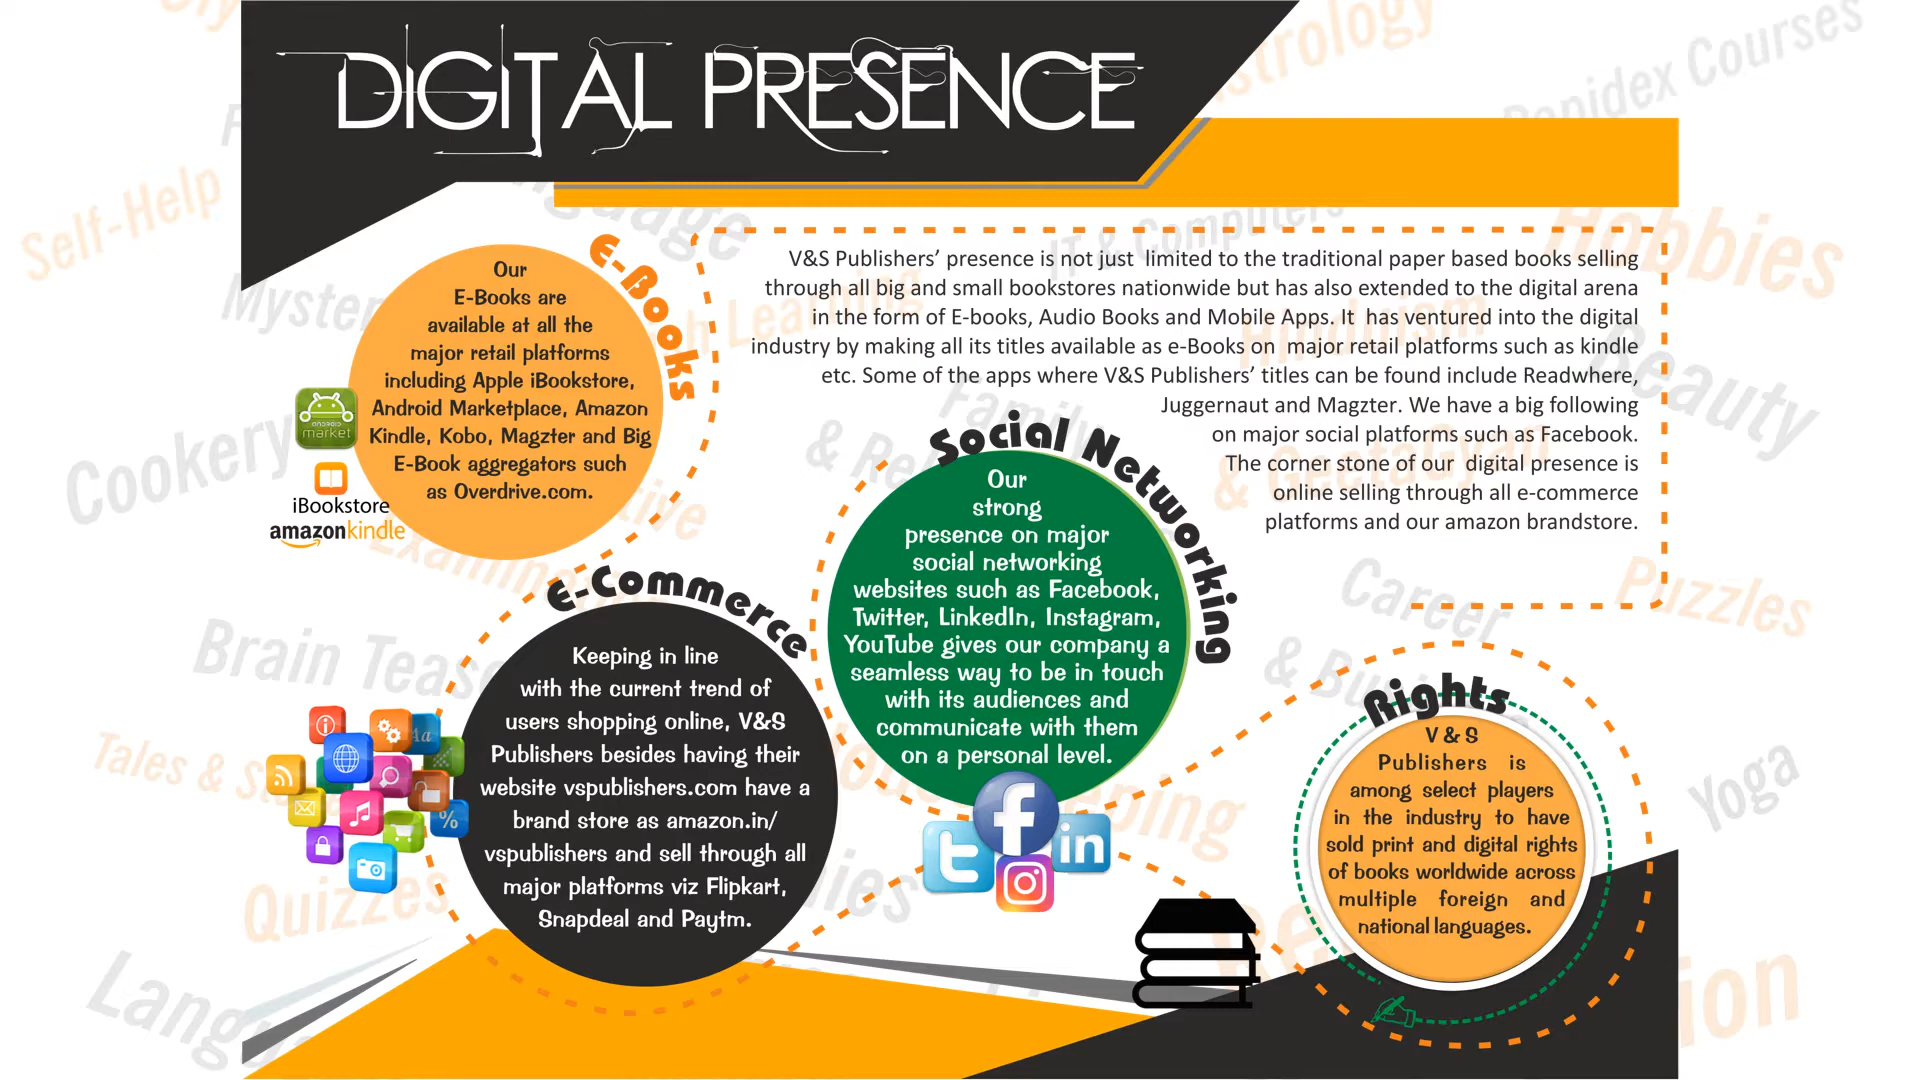 DIGITAL PRESENCE
V&S Publishers’ presence is not just limited to the traditional paper based books selling
through all big and small bookstores nationwide but has also extended to the digital arena
in the form of E-books, Audio Books and Mobile Apps. It has ventured into the digital
industry by making all its titles available as e-Books on major retail platforms such as kindle
etc. Some of the apps where V&S Publishers’ titles can be found include Readwhere,
Juggernaut and Magzter. We have a big following
on major social platforms such as Facebook.
The corner stone of our digital presence is
online selling through all e-commerce
platforms and our amazon brandstore.
E-Books
Our
E-Books are
available at all the
major retail platforms
including Apple iBookstore,
Android Marketplace, Amazon
Kindle, Kobo, Magzter and Big
E-Book aggregators such
as Overdrive.com.
android
market
iBookstore
amazonkindle
E-Commerce
Keeping in line
with the current trend of
users shopping online, V&S
Publishers besides having their
website vspublishers.com have a
brand store as amazon.in/
vspublishers and sell through all
major platforms viz Flipkart,
Snapdeal and Paytm.
Aa
%
Social Networking
Our
strong
presence on major
social networking
websites such as Facebook,
Twitter, LinkedIn, Instagram,
YouTube gives our company a
seamless way to be in touch
with its audiences and
communicate with them
on a personal level.
f
t
in
Rights
V & S
Publishers is
among select players
in the industry to have
sold print and digital rights
of books worldwide across
multiple foreign and
national languages.
Self-Help
Cookery
Quizzes
Rapidex Courses
IT & Computers
Hobbies
Hinduism
Beauty
Family
& GeetaGyan
Career
Puzzles
Yoga